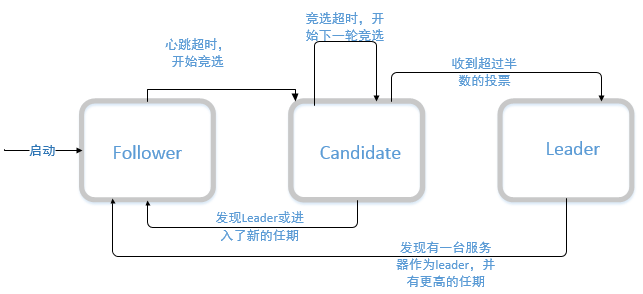 竞选超时，开
始下一轮竞选
心跳超时，
开始竞选
收到超过半
数的投票
启动
Follower
Candidate
Leader
发现Leader或进
入了新的任期
发现有一台服务
器作为leader，并
有更高的任期